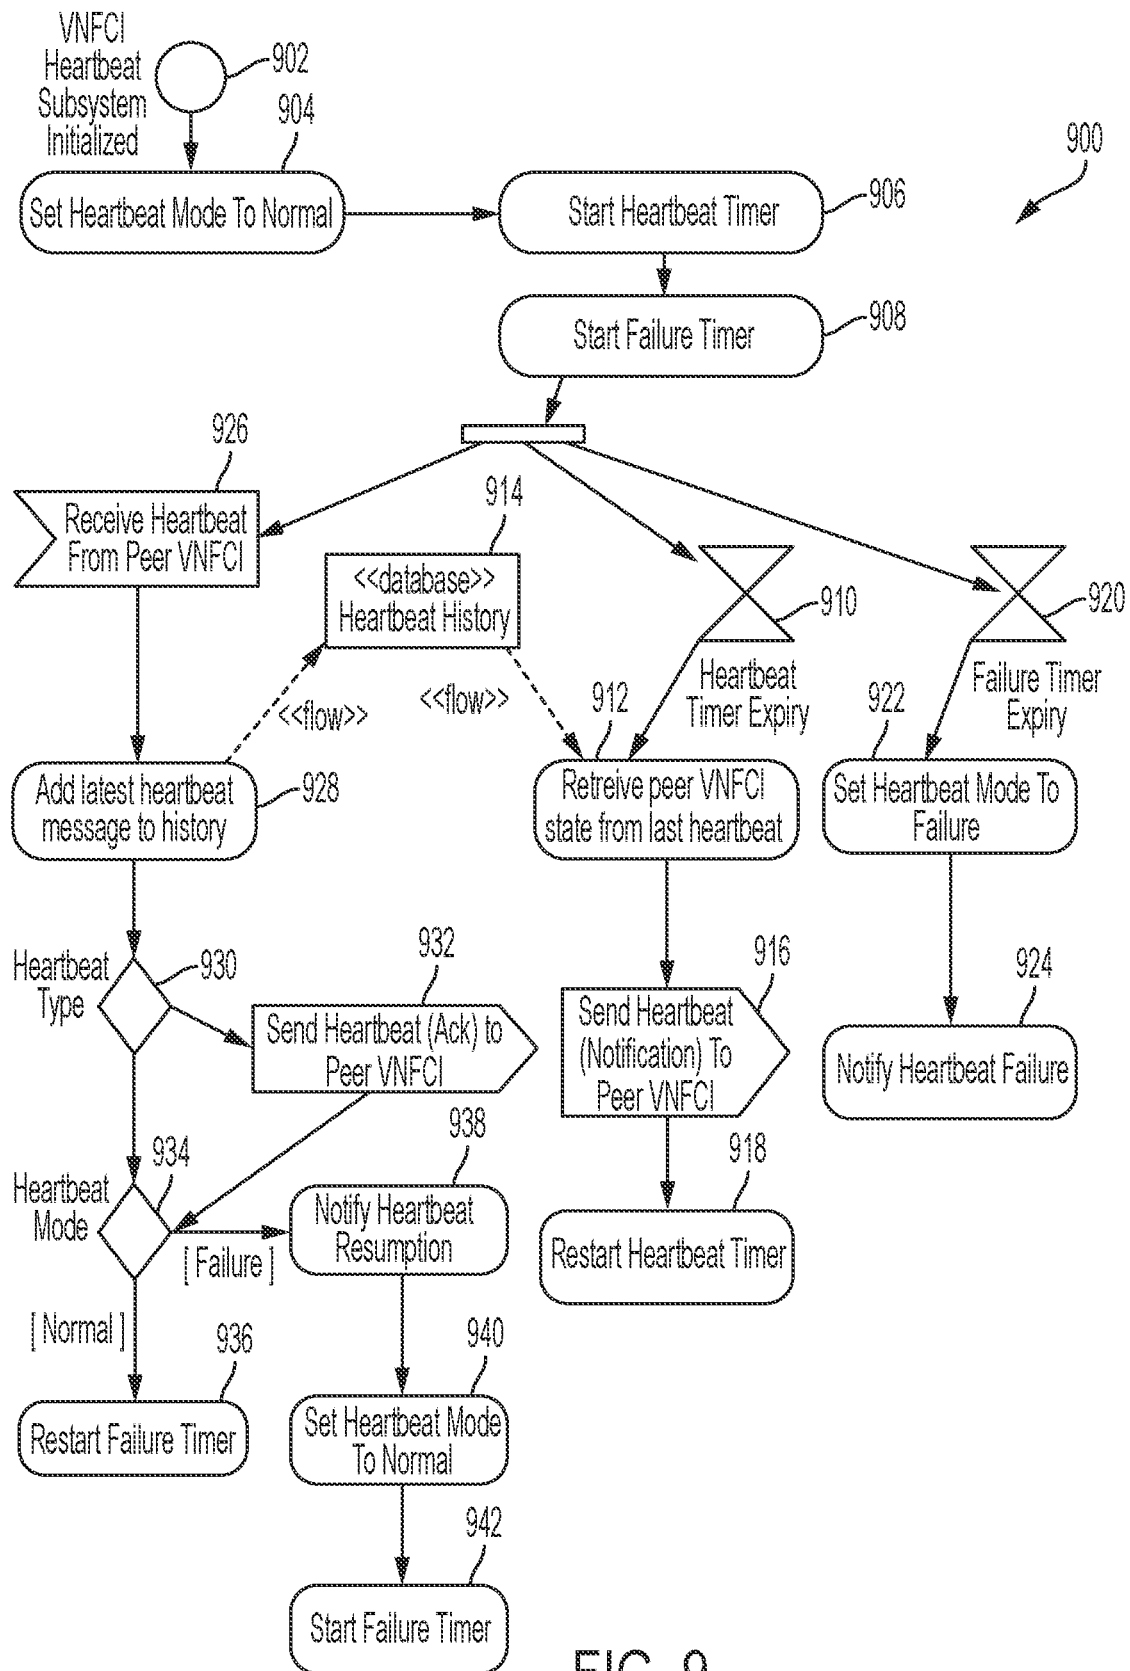 VNFCI
Heartbeat
Subsystem
Initialized
902
904
900
Set Heartbeat Mode To Normal
Start Heartbeat Timer
906
Start Failure Timer
908
926
Receive Heartbeat
From Peer VNFCI
914
<<database>>
Heartbeat History
910
920
Heartbeat
Timer Expiry
Failure Timer
Expiry
<<flow>>
<<flow>>
912
922
Add latest heartbeat
message to history
928
Retreive peer VNFCI
state from last heartbeat
Set Heartbeat Mode To
Failure
Heartbeat
Type
930
932
Send Heartbeat (Ack) to
Peer VNFCI
916
Send Heartbeat
(Notification) To
Peer VNFCI
924
Notify Heartbeat Failure
Heartbeat
Mode
934
938
Notify Heartbeat
Resumption
[ Failure ]
918
Restart Heartbeat Timer
[ Normal ]
936
Restart Failure Timer
940
Set Heartbeat Mode
To Normal
942
Start Failure Timer
FIG. 9